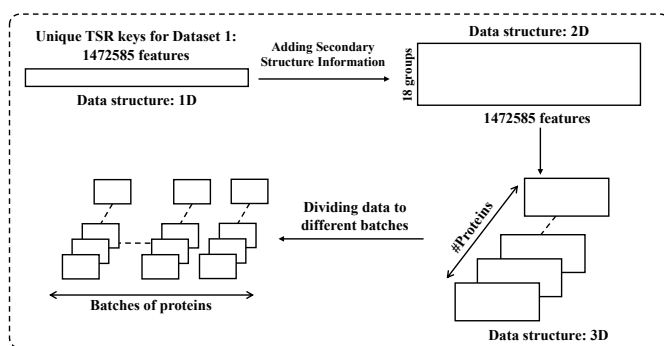 Unique TSR keys for Dataset 1:
1472585 features
Data structure: 1D
Adding Secondary
Structure Information
Data structure: 2D
18 groups
1472585 features
#Proteins
Data structure: 3D
Dividing data to
different batches
Batches of proteins